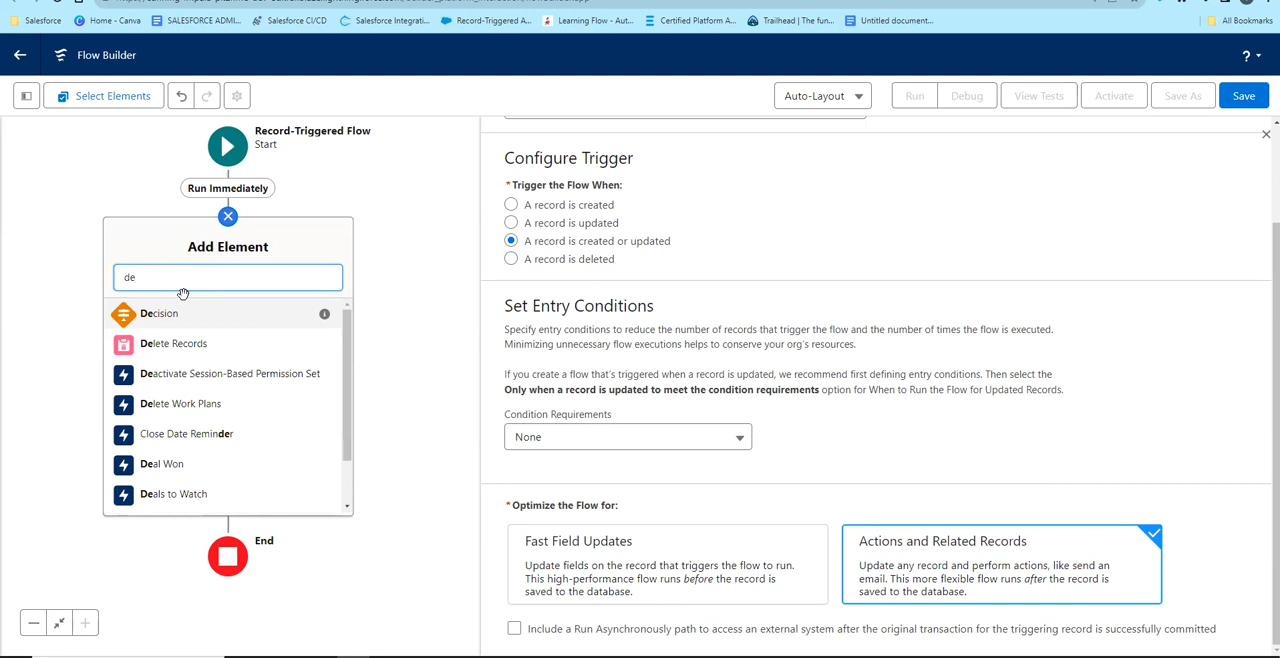 Salesforce
Home - Canva
SALESFORCE ADMI...
Salesforce CI/CD
Salesforce Integrati...
Record-Triggered A...
Learning Flow - Aut...
Certified Platform A...
Trailhead | The fun...
Untitled document...
All Bookmarks
Flow Builder
?
Select Elements
Auto-Layout
Run
Debug
View Tests
Activate
Save As
Save
Record-Triggered Flow
Start
Run Immediately
Add Element
de
Decision
Delete Records
Deactivate Session-Based Permission Set
Delete Work Plans
Close Date Reminder
Deal Won
Deals to Watch
End
Configure Trigger
*Trigger the Flow When:
A record is created
A record is updated
A record is created or updated
A record is deleted
Set Entry Conditions
Specify entry conditions to reduce the number of records that trigger the flow and the number of times the flow is executed.
Minimizing unnecessary flow executions helps to conserve your org's resources.
If you create a flow that's triggered when a record is updated, we recommend first defining entry conditions. Then select the
Only when a record is updated to meet the condition requirements option for When to Run the Flow for Updated Records.
Condition Requirements
None
*Optimize the Flow for:
Fast Field Updates
Update fields on the record that triggers the flow to run.
This high-performance flow runs before the record is
saved to the database.
Actions and Related Records
Update any record and perform actions, like send an
email. This more flexible flow runs after the record is
saved to the database.
Include a Run Asynchronously path to access an external system after the original transaction for the triggering record is successfully committed